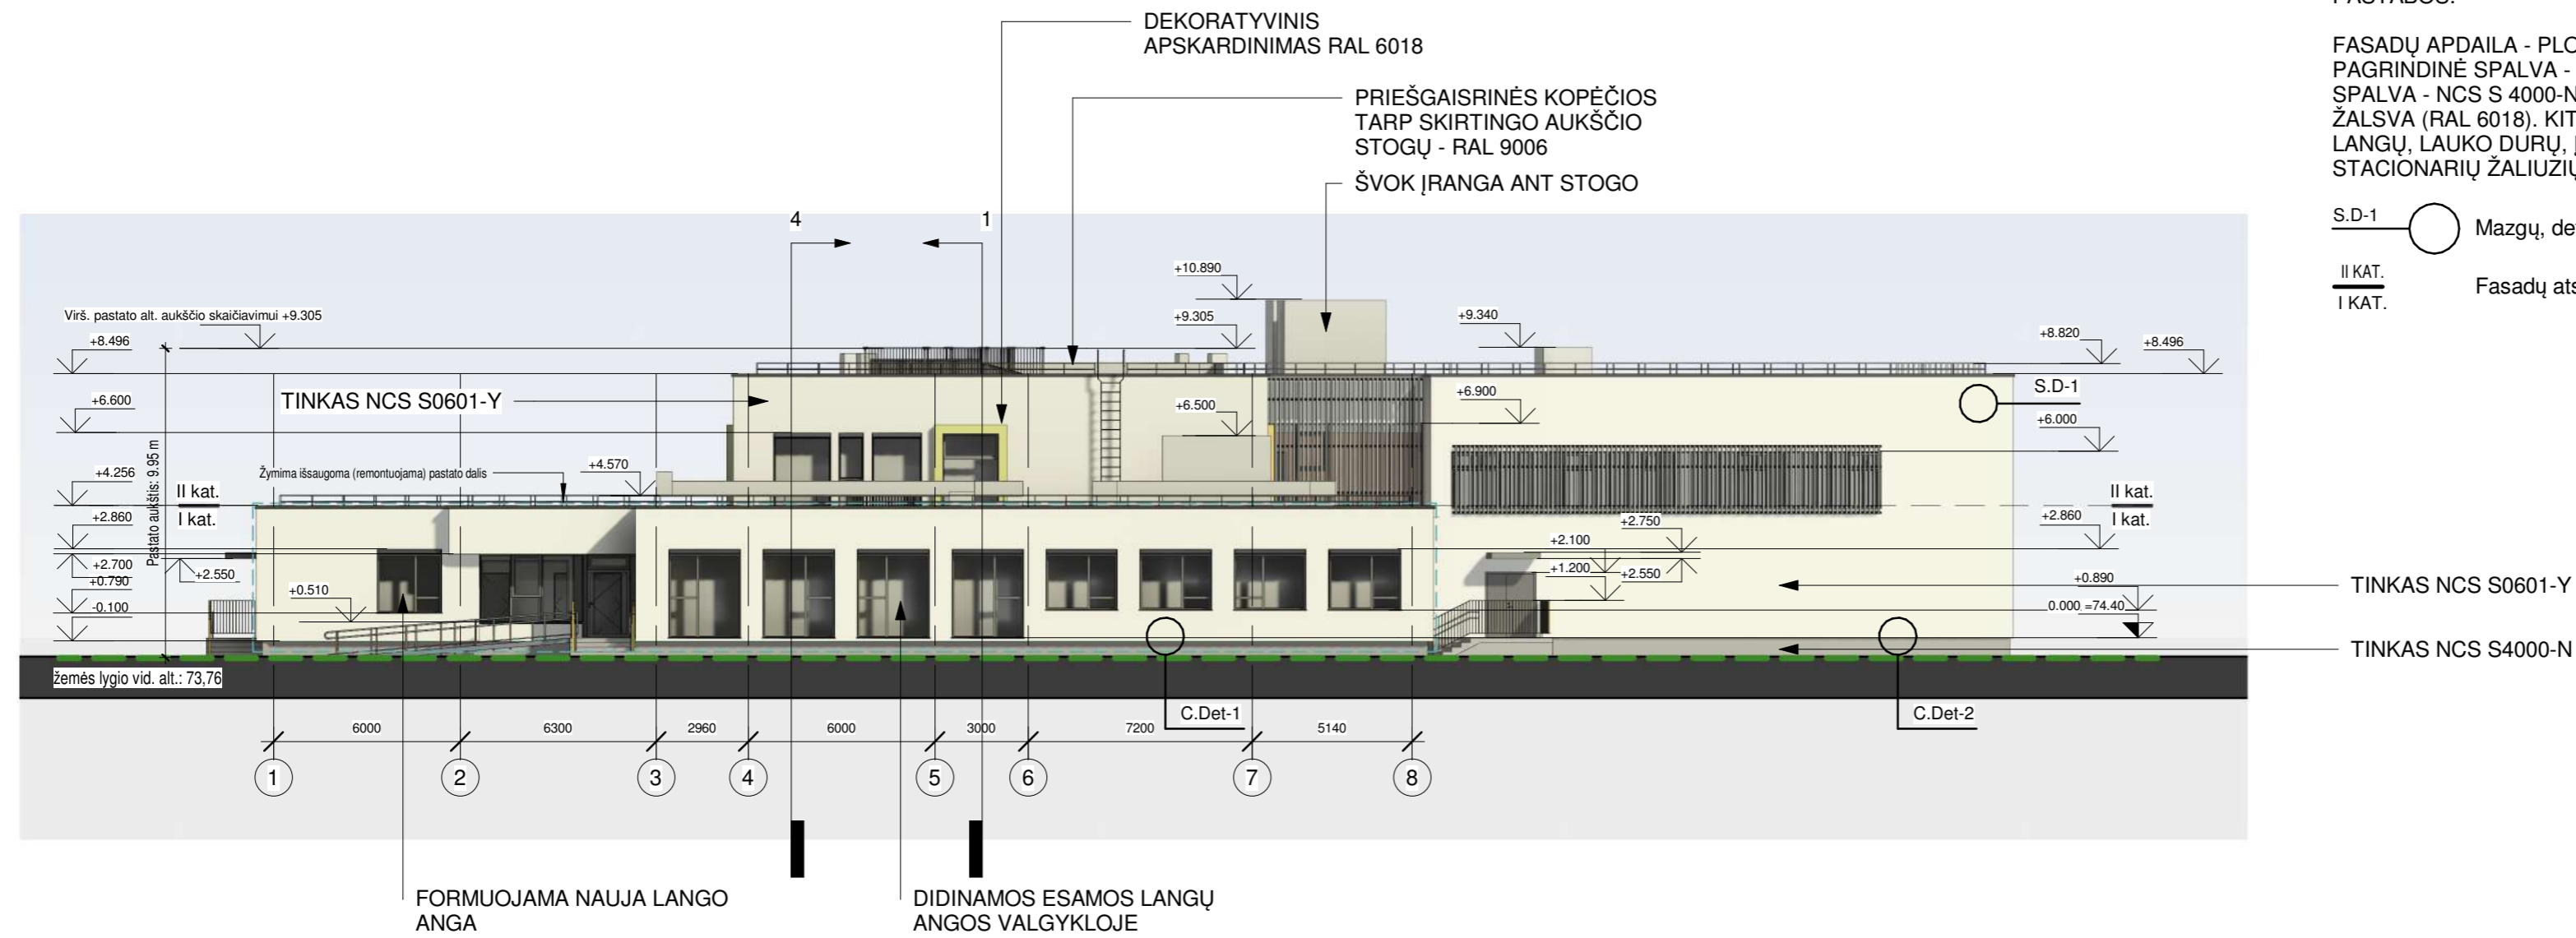 DEKORATYVINIS
APSKARDINIMAS RAL 6018
PRIEŠGAISRINĖS KOPĖČIOS
TARP SKIRTINGO AUKŠČIO
STOGŲ - RAL 9006
ŠVOK ĮRANGA ANT STOGO
FASADŲ APDAILA -
PAGRINDINĖ SPALVA -
SPALVA - NCS S 4000-N
ŽALSVA (RAL 6018).
LANGŲ, LAUKO DURŲ,
STACIONARIŲ
S.D-1
Mazgų,
II KAT.
I KAT.
Fasadų
4
1
+10.890
+9.305
+9.340
Virš. pastato alt. aukščio skaičiavimui +9.305
+8.496
+8.820
+8.496
TINKAS NCS S0601-Y
+6.600
+6.500
+6.900
S.D-1
+6.000
Pastato aukštis: 9.95 m
+4.256
Žymima išsaugoma (remontuojama) pastato dalis
+4.570
II kat.
I kat.
II kat.
I kat.
+2.860
+2.860
+2.750
+2.100
+2.700
+2.550
+1.200
+2.550
+0.790
+0.510
+0.890
-0.100
0.000 =74.40
TINKAS NCS S0601-Y
TINKAS NCS S4000-N
žemės lygio vid. alt.: 73,76
C.Det-1
C.Det-2
6000
6300
2960
6000
3000
7200
5140
1
2
3
4
5
6
7
8
FORMUOJAMA NAUJA LANGO
ANGA
DIDINAMOS ESAMOS LANGŲ
ANGOS VALGYKLOJE